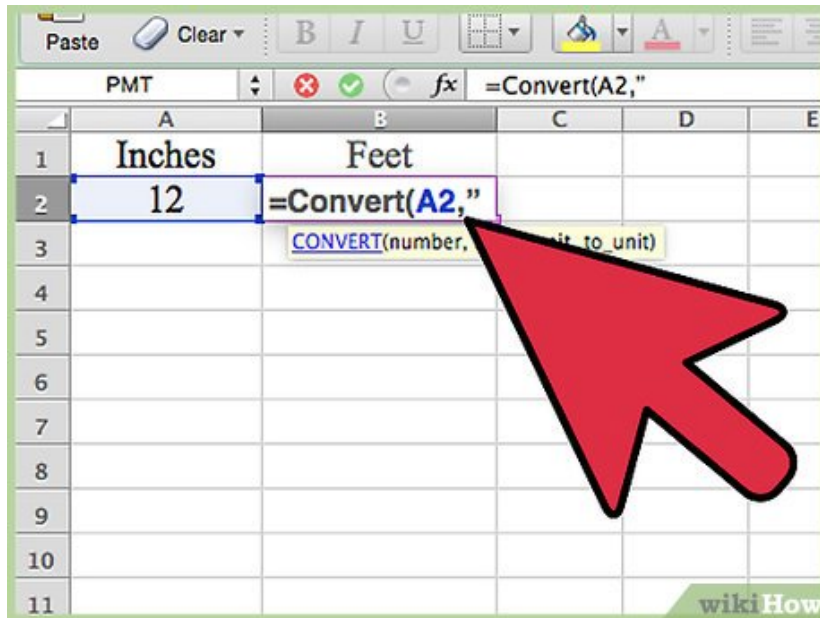 Paste Clear B I U A
PMT fx =Convert(A2,"
A B C D E
1 Inches Feet
2 12 =Convert(A2,"
3 CONVERT(number, to_unit)
4
5
6
7
8
9
10
11 wikiHow